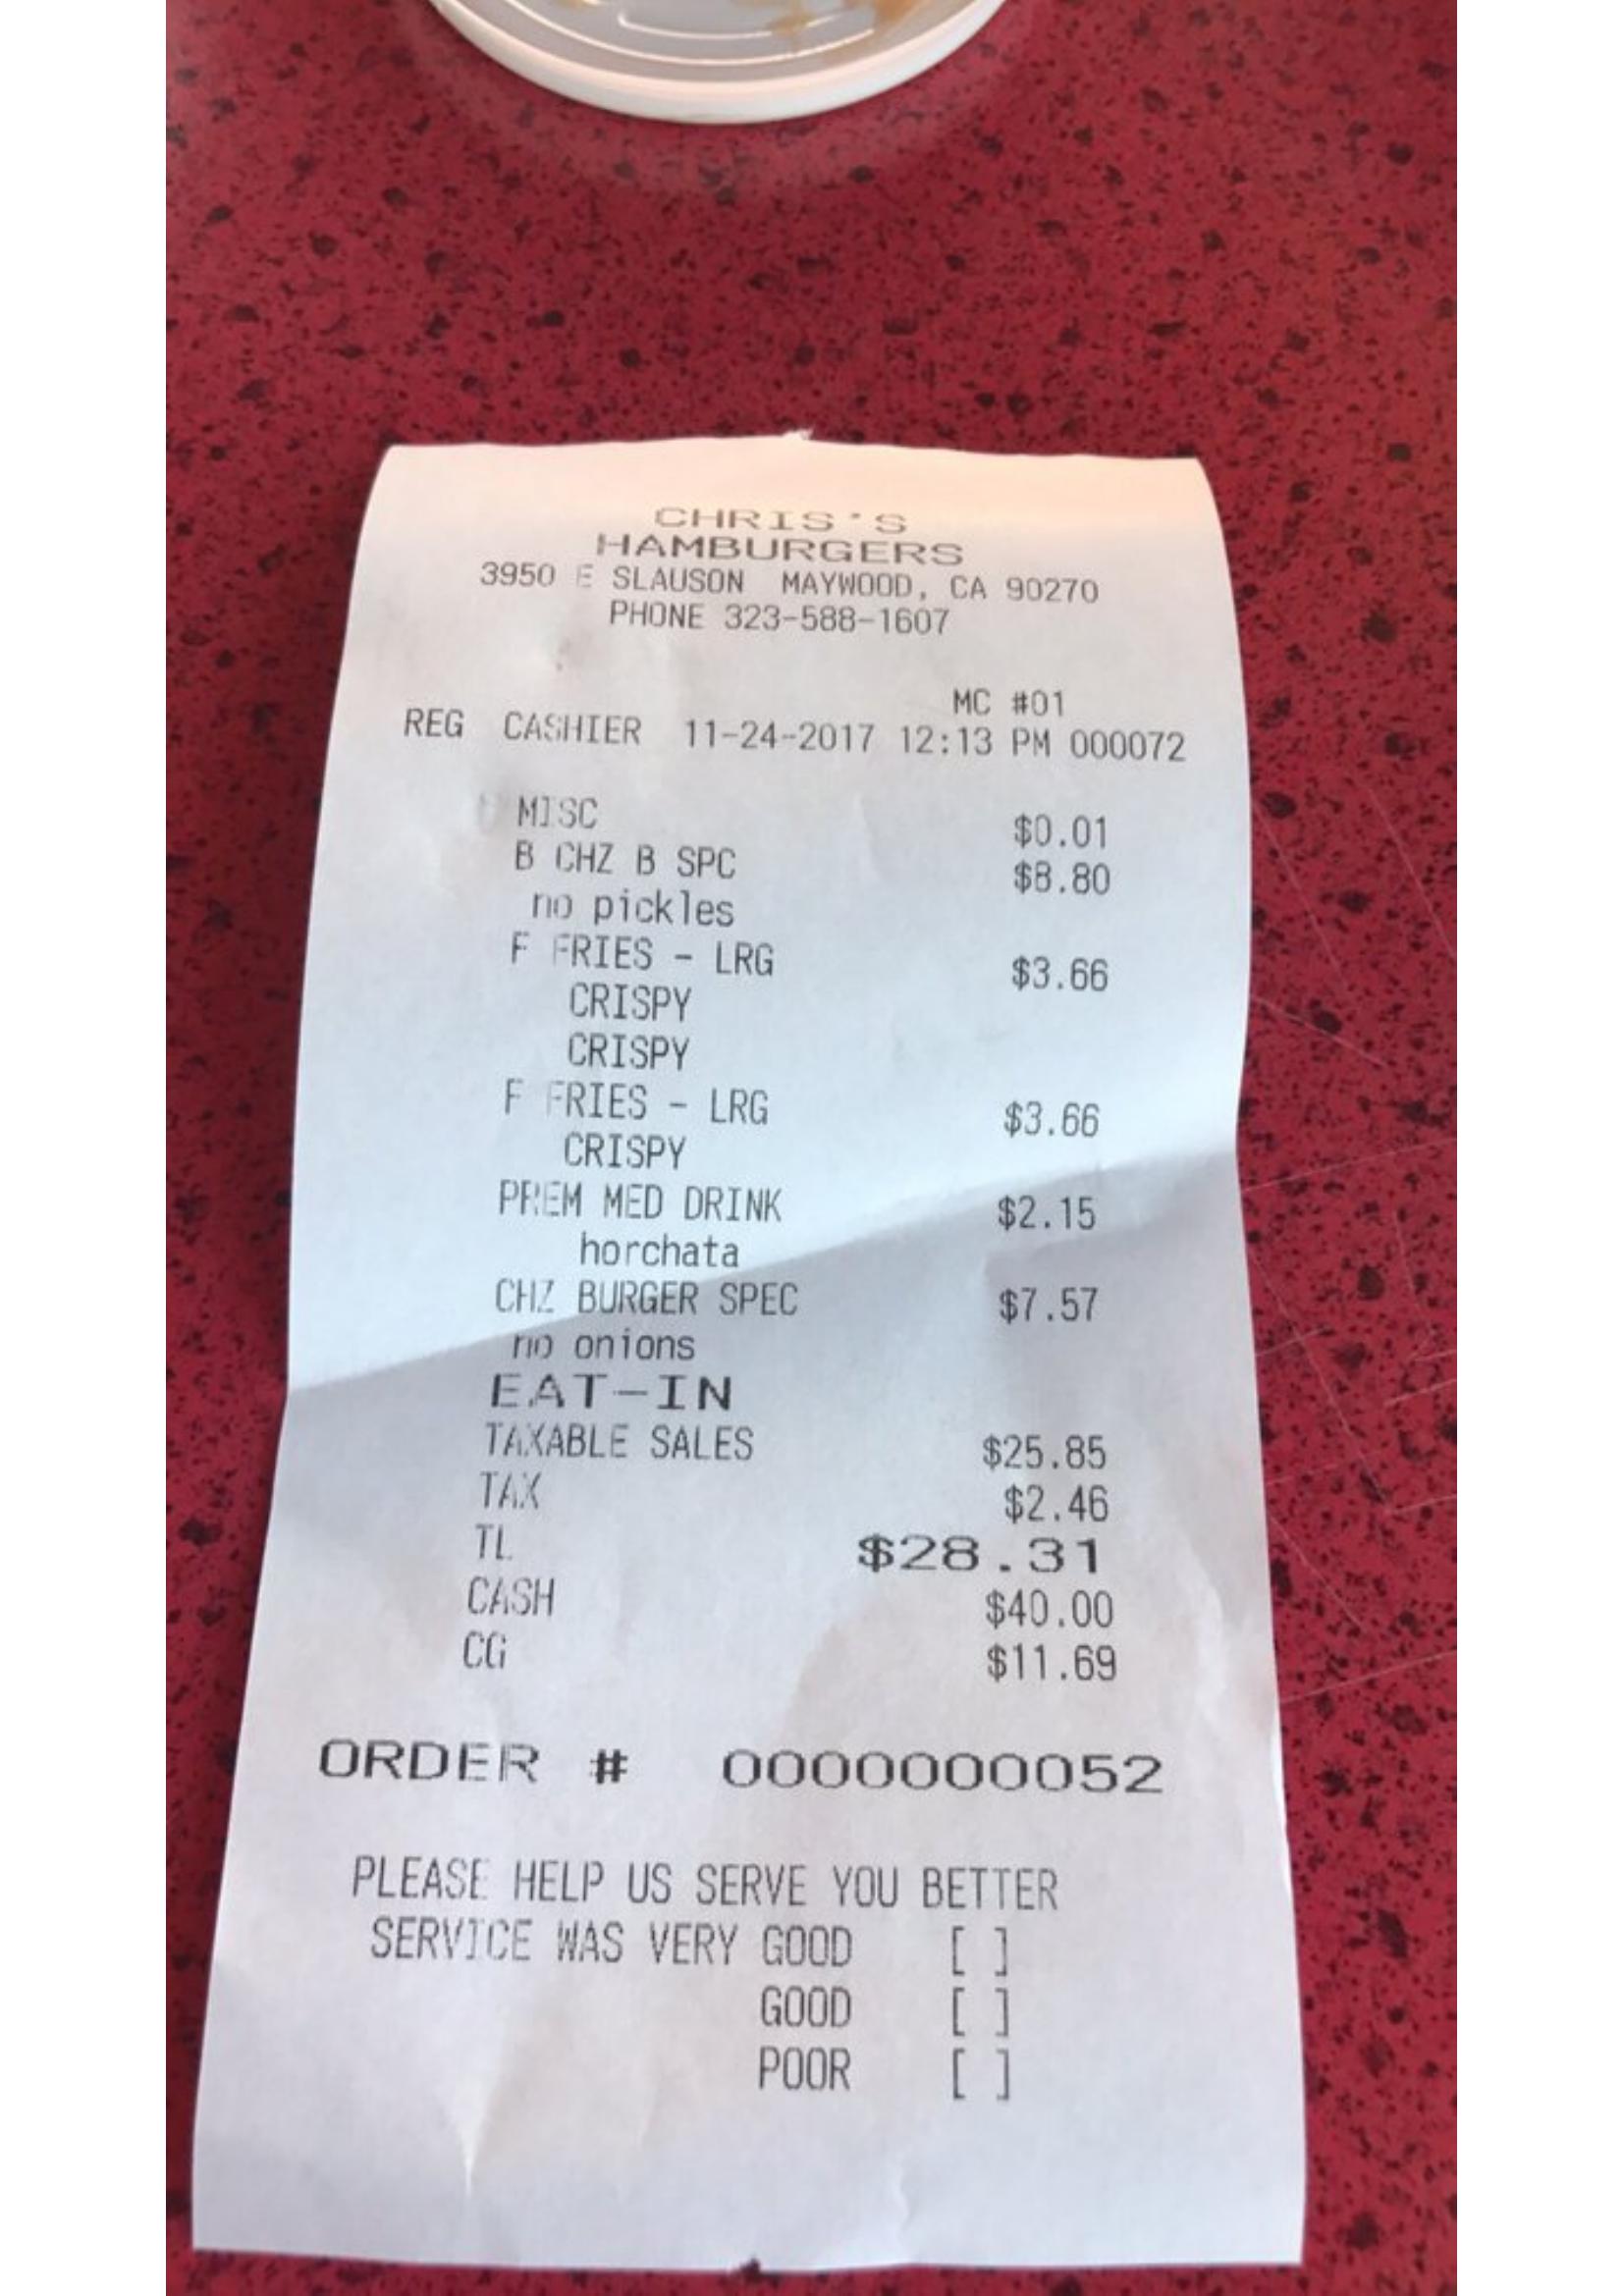 CHRIS'S
HAMBURGERS
3950 E SLAUSON MAYWOOD, CA 90270
PHONE 323-588-1607
MC #01
REG CASHIER 11-24-2017 12:13 PM 000072
MISC $0.01
B CHZ B SPC $8.80
no pickles
F FRIES - LRG $3.66
CRISPY
CRISPY
F FRIES - LRG $3.66
CRISPY
PREM MED DRINK $2.15
horchata
CHZ BURGER SPEC $7.57
no onions
EAT-IN
TAXABLE SALES $25.85
TAX $2.46
TL $28.31
CASH $40.00
CG $11.69
ORDER # 0000000052
PLEASE HELP US SERVE YOU BETTER
SERVICE WAS VERY GOOD [ ]
GOOD [ ]
POOR [ ]